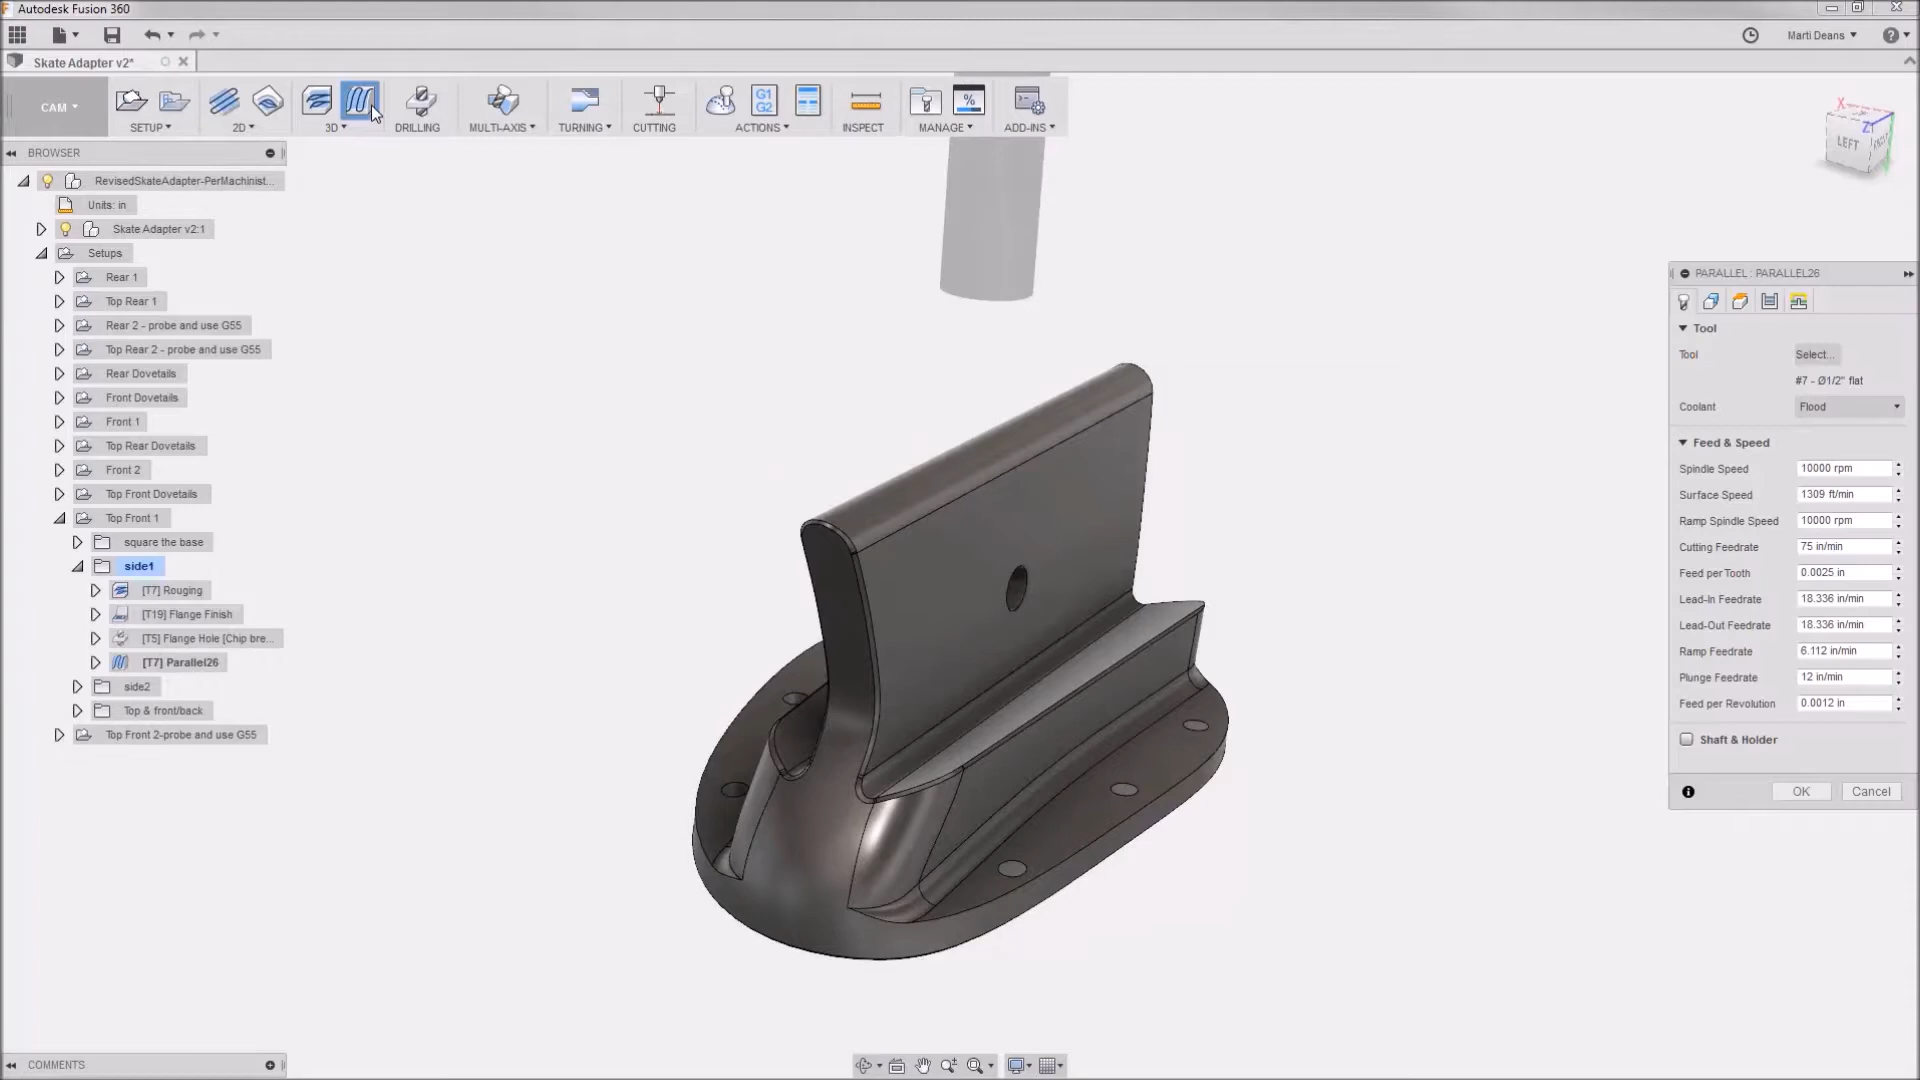 Autodesk Fusion 360
Marti Deans
Skate Adapter v2*
CAM
SETUP
2D
3D
DRILLING
MULTI-AXIS
TURNING
CUTTING
G1
G2
ACTIONS
INSPECT
%
MANAGE
ADD-INS
X
Z
LEFT
BROWSER
RevisedSkateAdapter-PerMachinist...
Units: in
Skate Adapter v2:1
Setups
Rear 1
Top Rear 1
Rear 2 - probe and use G55
Top Rear 2 - probe and use G55
Rear Dovetails
Front Dovetails
Front 1
Top Rear Dovetails
Front 2
Top Front Dovetails
Top Front 1
square the base
side1
[T7] Rouging
[T19] Flange Finish
[T5] Flange Hole [Chip bre...
[T7] Parallel26
side2
Top & front/back
Top Front 2-probe and use G55
PARALLEL : PARALLEL26
Tool
Tool Select...
#7 - Ø1/2" flat
Coolant Flood
Feed & Speed
Spindle Speed 10000 rpm
Surface Speed 1309 ft/min
Ramp Spindle Speed 10000 rpm
Cutting Feedrate 75 in/min
Feed per Tooth 0.0025 in
Lead-In Feedrate 18.336 in/min
Lead-Out Feedrate 18.336 in/min
Ramp Feedrate 6.112 in/min
Plunge Feedrate 12 in/min
Feed per Revolution 0.0012 in
Shaft & Holder
OK Cancel
COMMENTS